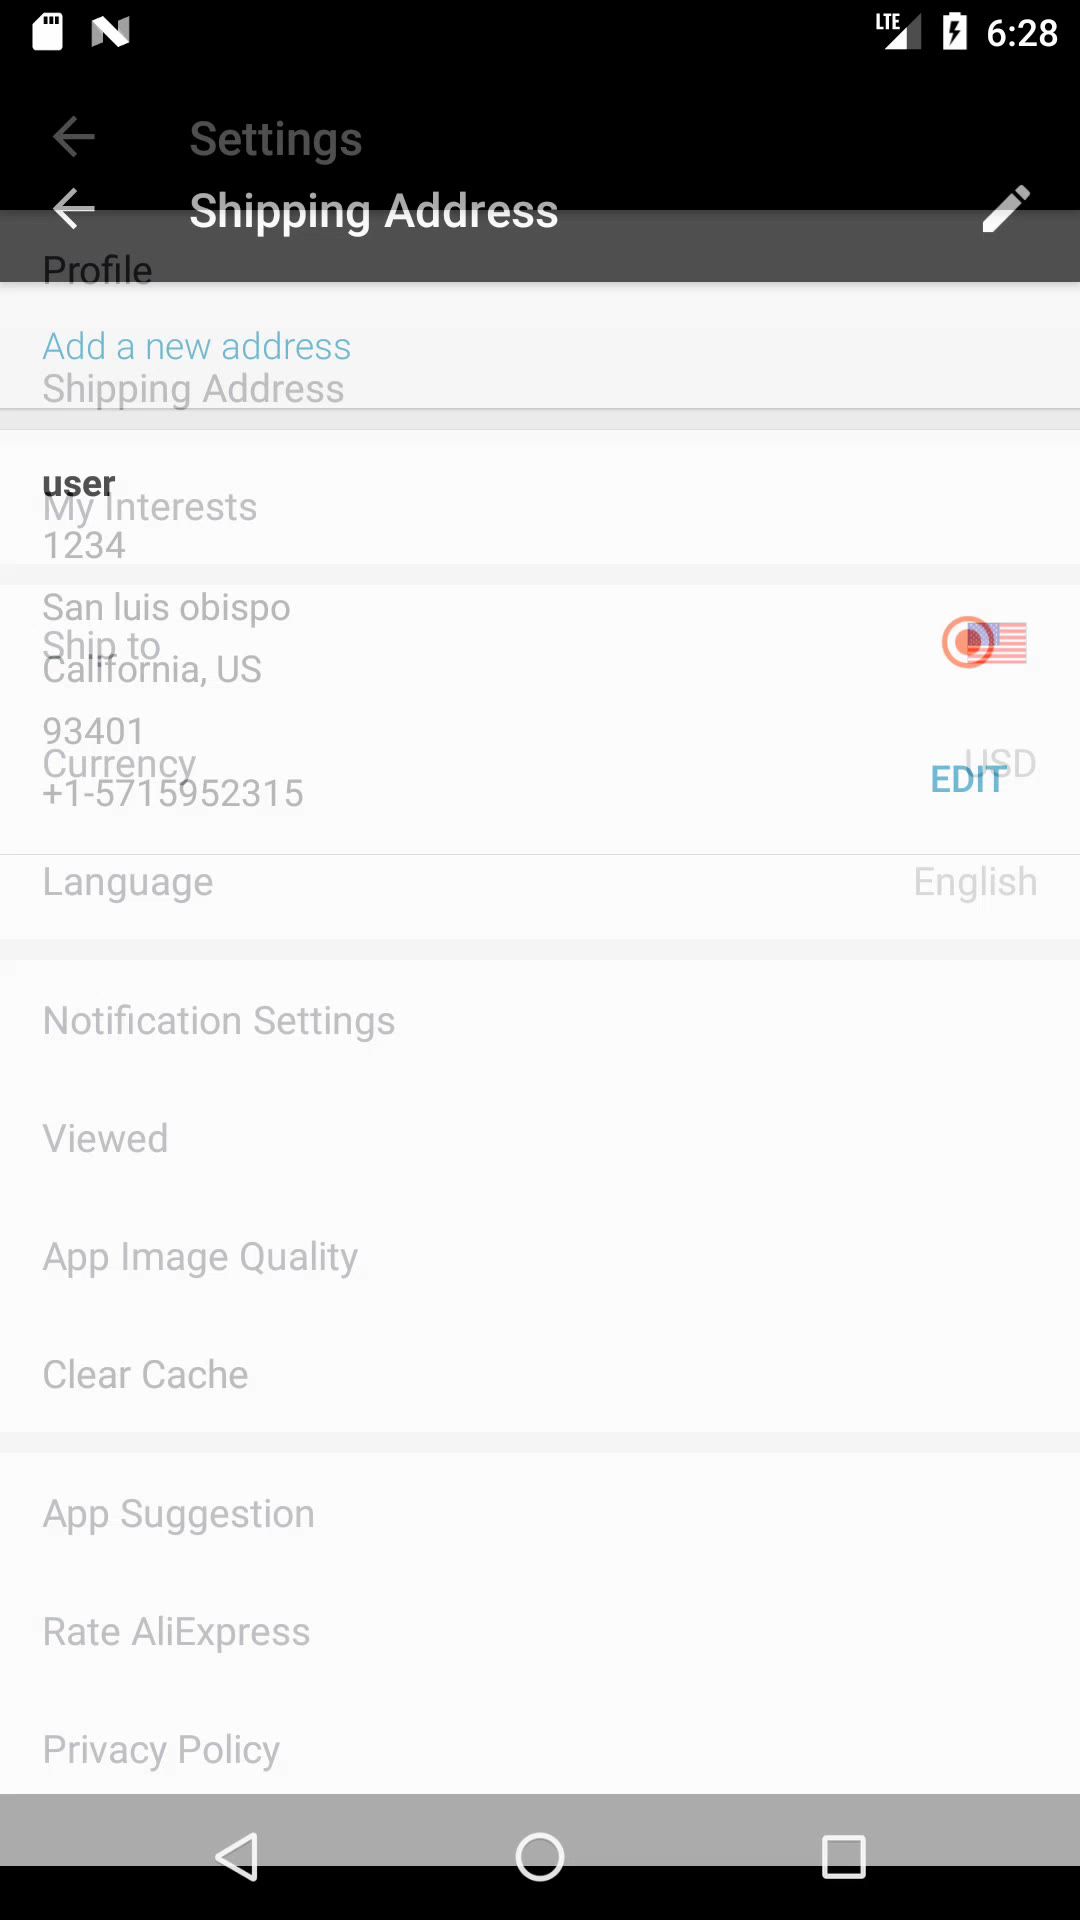 LTE 6:28
Settings
Shipping Address
Profile
Add a new address
Shipping Address
user
My Interests
1234
San luis obispo
Ship to
California, US
93401
Currency USD
EDIT
+1-5715952315
Language English
Notification Settings
Viewed
App Image Quality
Clear Cache
App Suggestion
Rate AliExpress
Privacy Policy